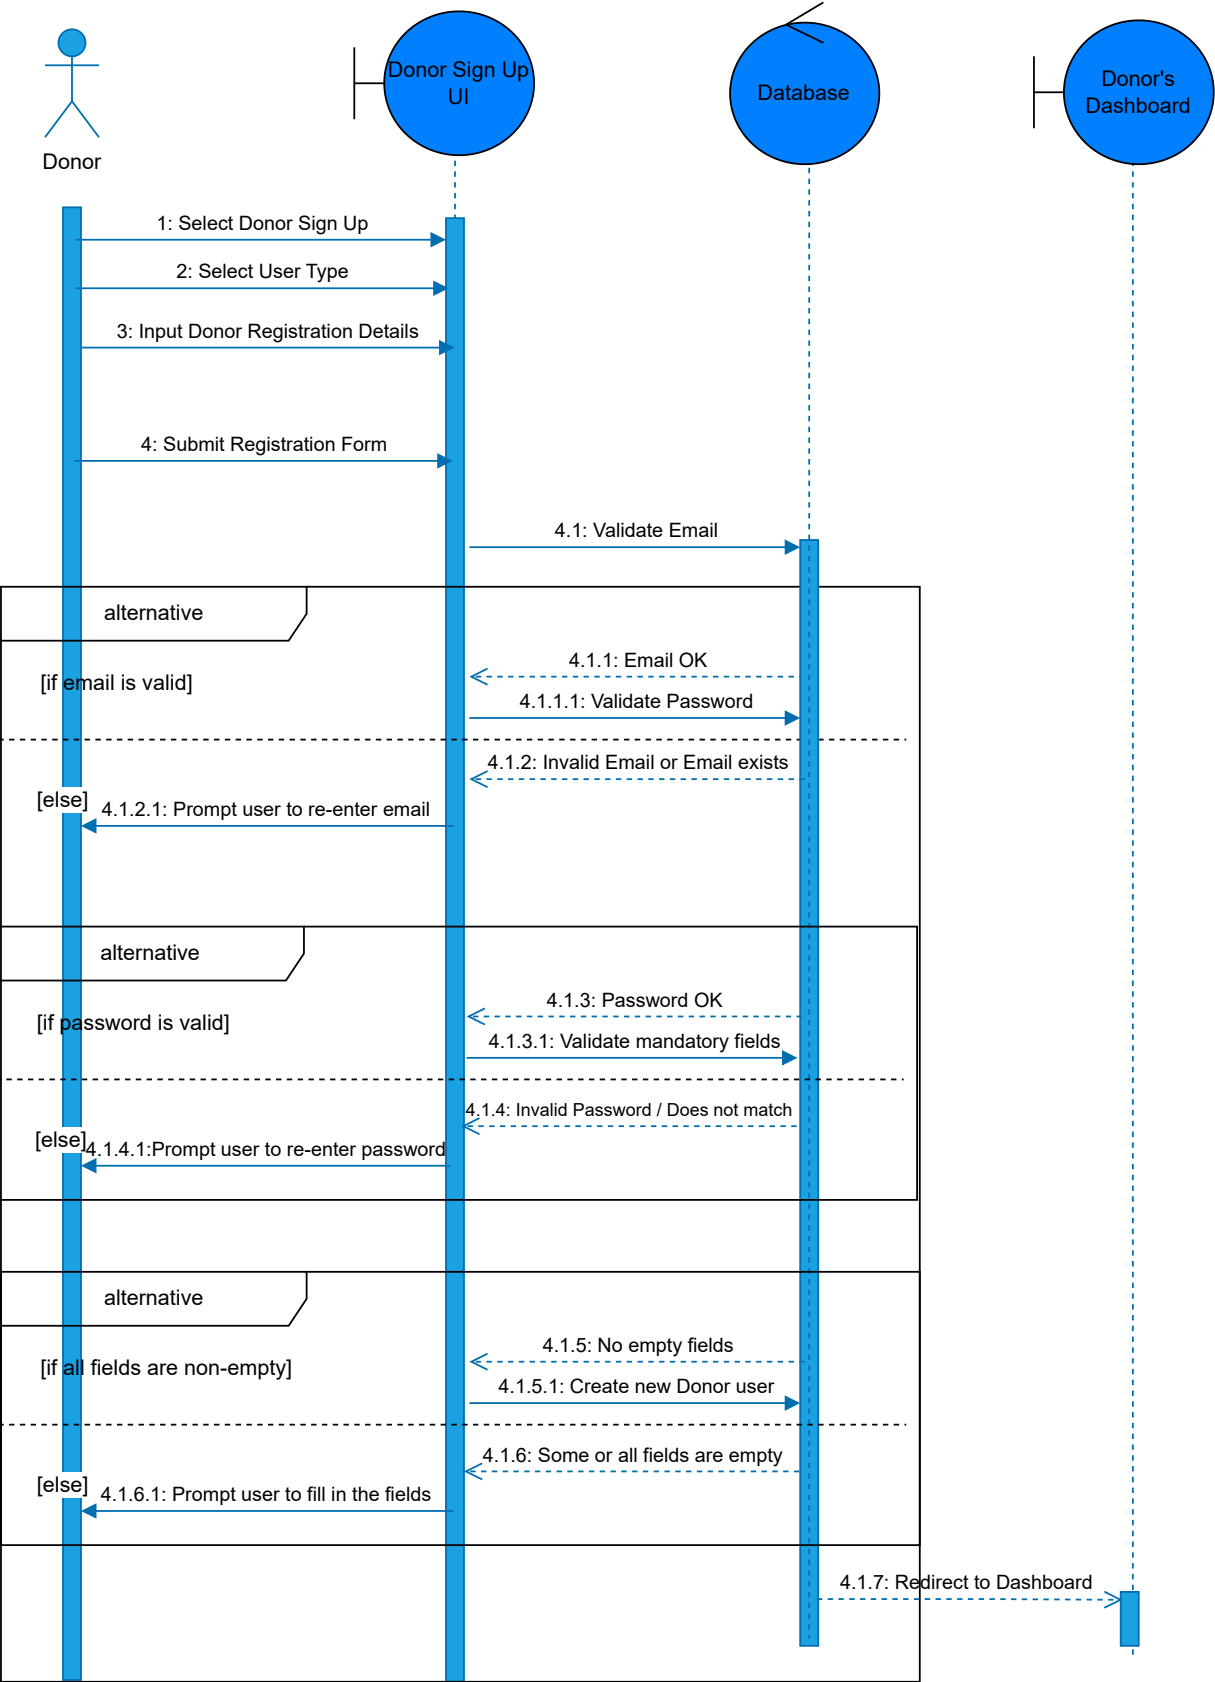 Donor Sign Up
UI
Database
Donor's
Dashboard
Donor
1: Select Donor Sign Up
2: Select User Type
3: Input Donor Registration Details
4: Submit Registration Form
4.1: Validate Email
alternative
4.1.1: Email OK
[if email is valid]
4.1.1.1: Validate Password
4.1.2: Invalid Email or Email exists
[else]
4.1.2.1: Prompt user to re-enter email
alternative
4.1.3: Password OK
[if password is valid]
4.1.3.1: Validate mandatory fields
4.1.4: Invalid Password / Does not match
[else]
4.1.4.1:Prompt user to re-enter password
alternative
4.1.5: No empty fields
[if all fields are non-empty]
4.1.5.1: Create new Donor user
4.1.6: Some or all fields are empty
[else]
4.1.6.1: Prompt user to fill in the fields
4.1.7: Redirect to Dashboard